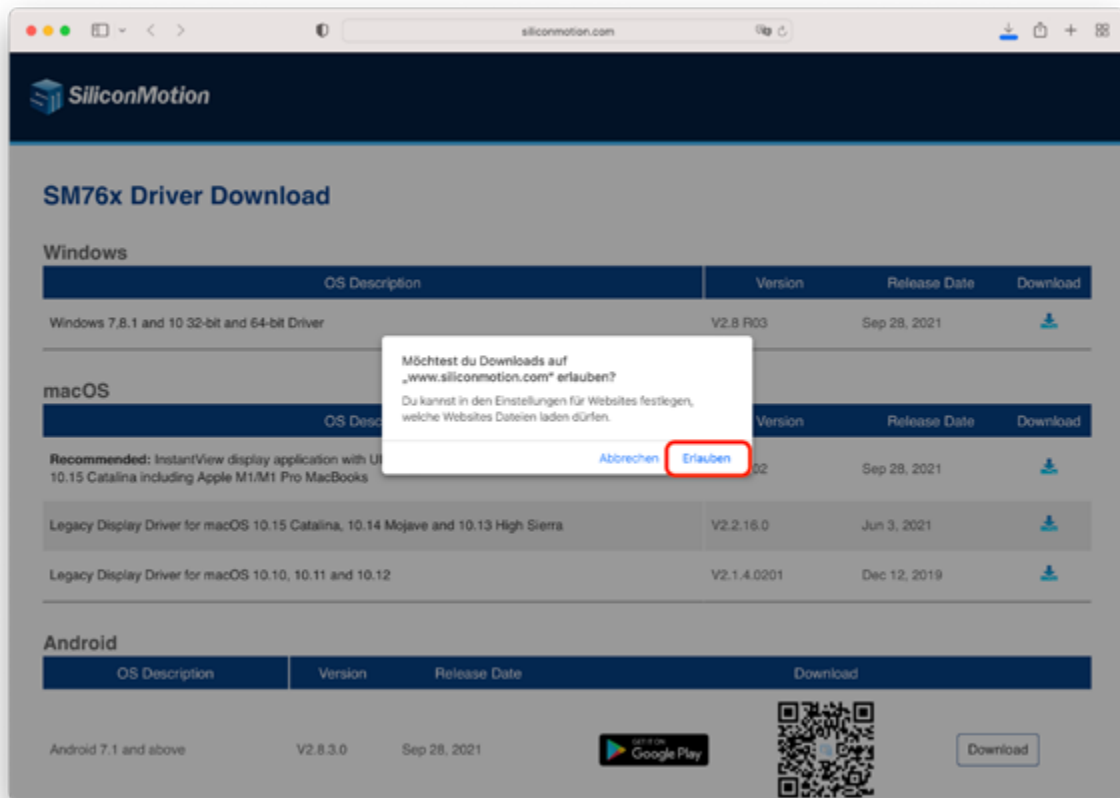 siliconmotion.com
SiliconMotion
SM76x Driver Download
Windows
OS Description Version Release Date Download
Windows 7,8.1 and 10 32-bit and 64-bit Driver V2.8 R03 Sep 28, 2021
Möchtest du Downloads auf
„www.siliconmotion.com“ erlauben?
Du kannst in den Einstellungen für Websites festlegen,
welche Websites Dateien laden dürfen.
Abbrechen Erlauben
macOS
OS Version Release Date Download
Recommended: InstantView display application with
10.15 Catalina including Apple M1/M1 Pro MacBooks Sep 28, 2021
Legacy Display Driver for macOS 10.15 Catalina, 10.14 Mojave and 10.13 High Sierra V2.2.16.0 Jun 3, 2021
Legacy Display Driver for macOS 10.10, 10.11 and 10.12 V2.1.4.0201 Dec 12, 2019
Android
OS Description Version Release Date Download
Android 7.1 and above V2.8.3.0 Sep 28, 2021 GET IT ON Google Play Download